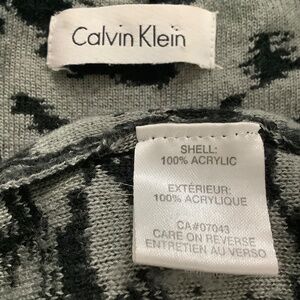 Calvin Klein
SHELL:
100% ACRYLIC
EXTÉRIEUR:
100% ACRYLIQUE
CA#07043
CARE ON REVERSE
ENTRETIEN AU VERSO